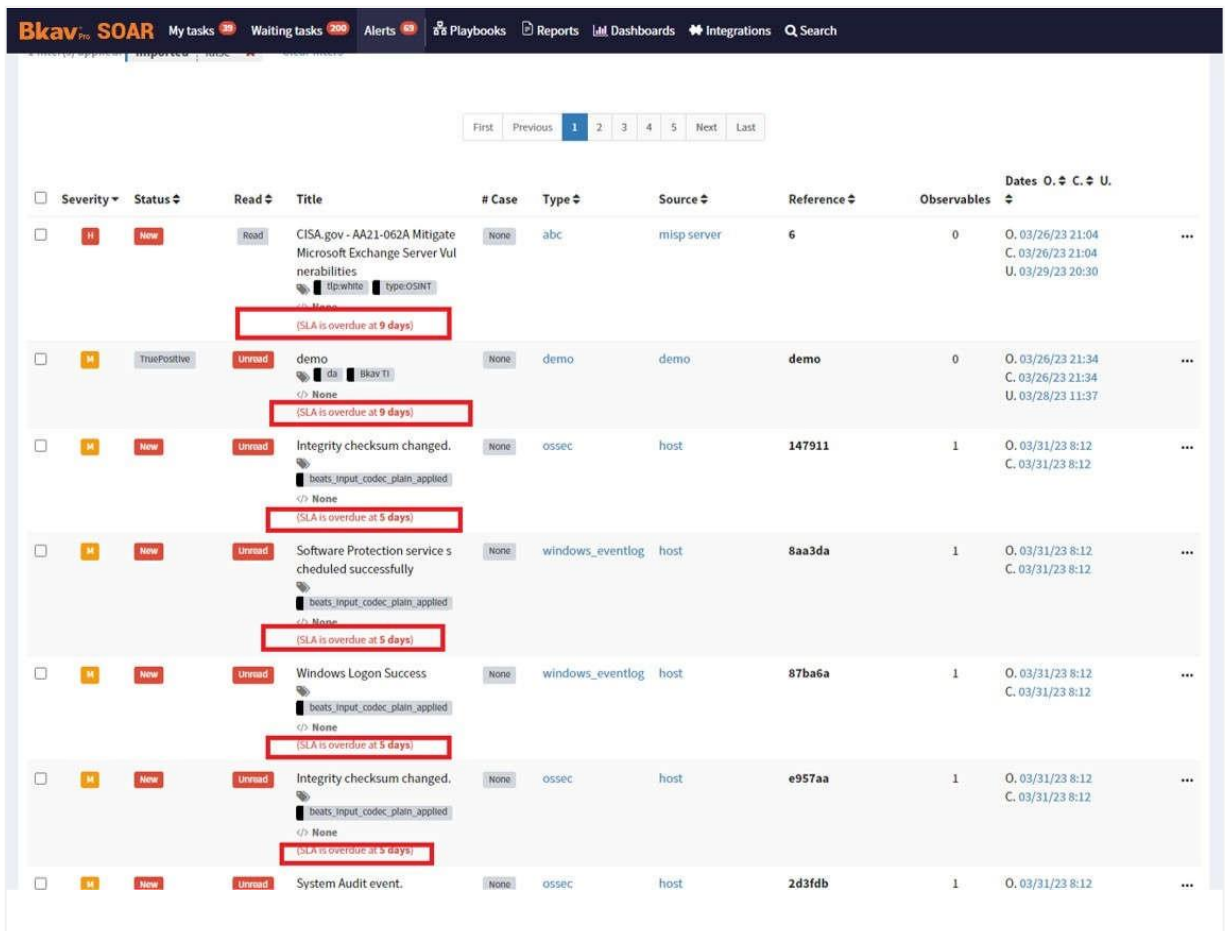 Bkav Pro SOAR My tasks 39 Waiting tasks 200 Alerts 69 Playbooks Reports Dashboards Integrations Search
Imported
First Previous 1 2 3 4 5 Next Last
Dates O. C. U.
Severity Status Read Title # Case Type Source Reference Observables
H New Read CISA.gov - AA21-062A Mitigate None abc misp server 6 0 O. 03/26/23 21:04 ...
Microsoft Exchange Server Vul C. 03/26/23 21:04
nerabilities U. 03/29/23 20:30
tlp:white type:OSINT
</> None
(SLA is overdue at 9 days)
M TruePositive Unread demo None demo demo demo 0 O. 03/26/23 21:34 ...
da Bkav TI C. 03/26/23 21:34
</> None U. 03/28/23 11:37
(SLA is overdue at 9 days)
M New Unread Integrity checksum changed. None ossec host 147911 1 O. 03/31/23 8:12 ...
C. 03/31/23 8:12
beats_input_codec_plain_applied
</> None
(SLA is overdue at 5 days)
M New Unread Software Protection service s None windows_eventlog host 8aa3da 1 O. 03/31/23 8:12 ...
cheduled successfully C. 03/31/23 8:12
beats_input_codec_plain_applied
</> None
(SLA is overdue at 5 days)
M New Unread Windows Logon Success None windows_eventlog host 87ba6a 1 O. 03/31/23 8:12 ...
C. 03/31/23 8:12
beats_input_codec_plain_applied
</> None
(SLA is overdue at 5 days)
M New Unread Integrity checksum changed. None ossec host e957aa 1 O. 03/31/23 8:12 ...
C. 03/31/23 8:12
beats_input_codec_plain_applied
</> None
(SLA is overdue at 5 days)
M New Unread System Audit event. None ossec host 2d3fdb 1 O. 03/31/23 8:12 ...